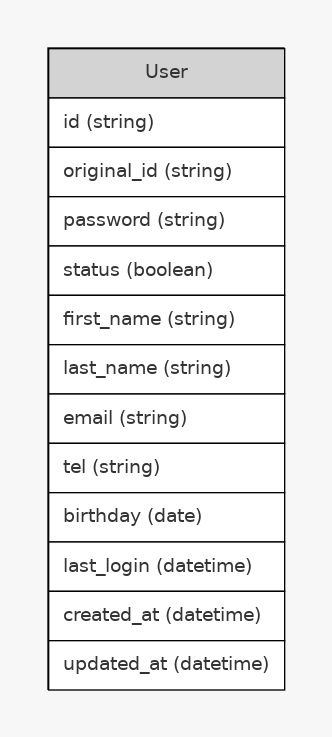 User
id (string)
original_id (string)
password (string)
status (boolean)
first_name (string)
last_name (string)
email (string)
tel (string)
birthday (date)
last_login (datetime)
created_at (datetime)
updated_at (datetime)